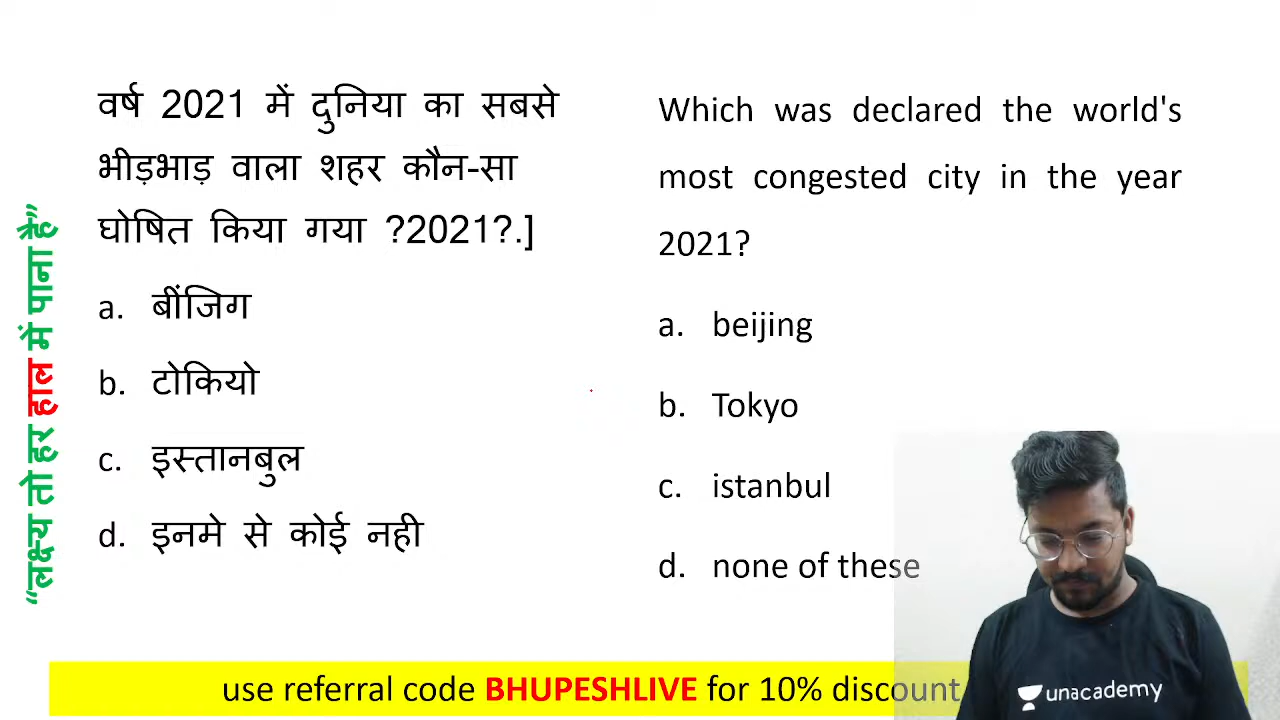 "लक्ष्य तो हर हाल में पाना है"
वर्ष 2021 में दुनिया का सबसे
भीड़भाड़ वाला शहर कौन-सा
घोषित किया गया ?2021?.]
a. बींजिग
b. टोकियो
c. इस्तानबुल
d. इनमे से कोई नही
Which was declared the world's
most congested city in the year
2021?
a. beijing
b. Tokyo
c. istanbul
d. none of these
use referral code BHUPESHLIVE for 10% discount
unacademy